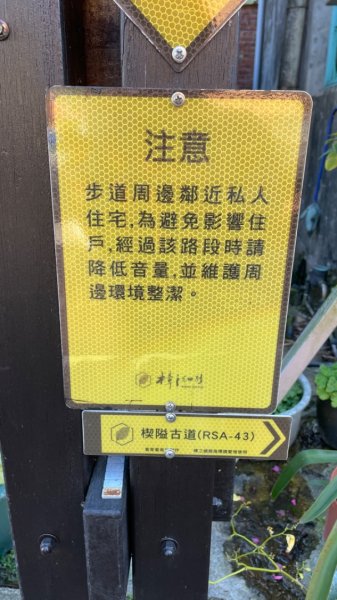 注意
步道周邊鄰近私人
住宅,為避免影響住
戶,經過該路段時請
降低音量,並維護周
邊環境整潔。
楔隘古道(RSA-43)